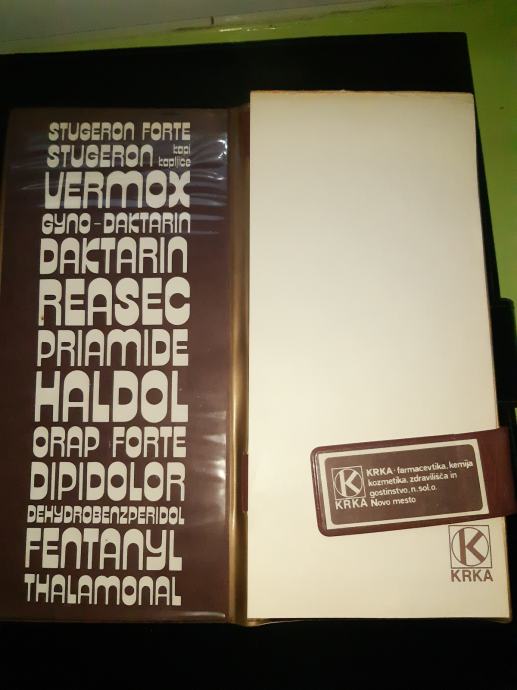 STUGERON FORTE
STUGERON kapi
kapljice
VERMOX
GYNO-DAKTARIN
DAKTARIN
REASEC
PRIAMIDE
HALDOL
ORAP FORTE
DIPIDOLOR
DEHYDROBENZPERIDOL
FENTANYL
THALAMONAL
KRKA
KRKA - farmacevtika, kemija
kozmetika, zdravilišča in
gostinstvo, n.sol.o.
Novo mesto
KRKA